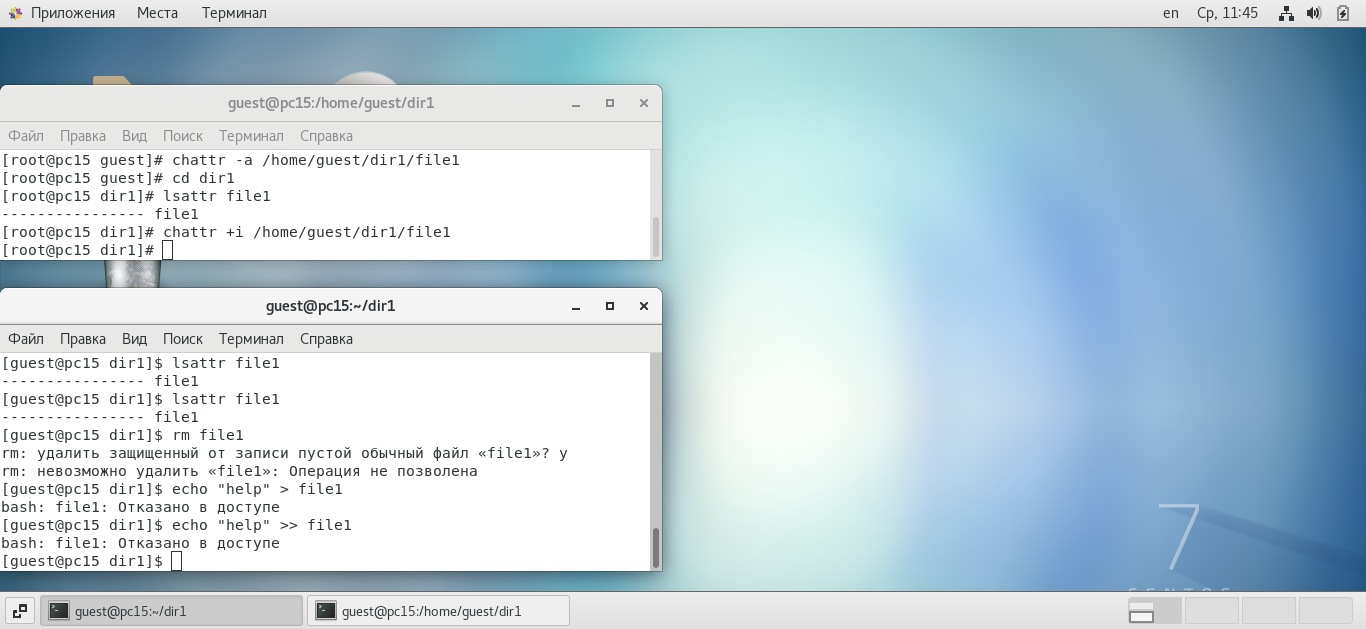 Приложения Места Терминал en Ср, 11:45
guest@pc15:/home/guest/dir1
Файл Правка Вид Поиск Терминал Справка
[root@pc15 guest]# chattr -a /home/guest/dir1/file1
[root@pc15 guest]# cd dir1
[root@pc15 dir1]# lsattr file1
---------------- file1
[root@pc15 dir1]# chattr +i /home/guest/dir1/file1
[root@pc15 dir1]#
guest@pc15:~/dir1
Файл Правка Вид Поиск Терминал Справка
[guest@pc15 dir1]$ lsattr file1
---------------- file1
[guest@pc15 dir1]$ lsattr file1
---------------- file1
[guest@pc15 dir1]$ rm file1
rm: удалить защищенный от записи пустой обычный файл «file1»? y
rm: невозможно удалить «file1»: Операция не позволена
[guest@pc15 dir1]$ echo "help" > file1
bash: file1: Отказано в доступе
[guest@pc15 dir1]$ echo "help" >> file1
bash: file1: Отказано в доступе
[guest@pc15 dir1]$
7
guest@pc15:~/dir1 guest@pc15:/home/guest/dir1